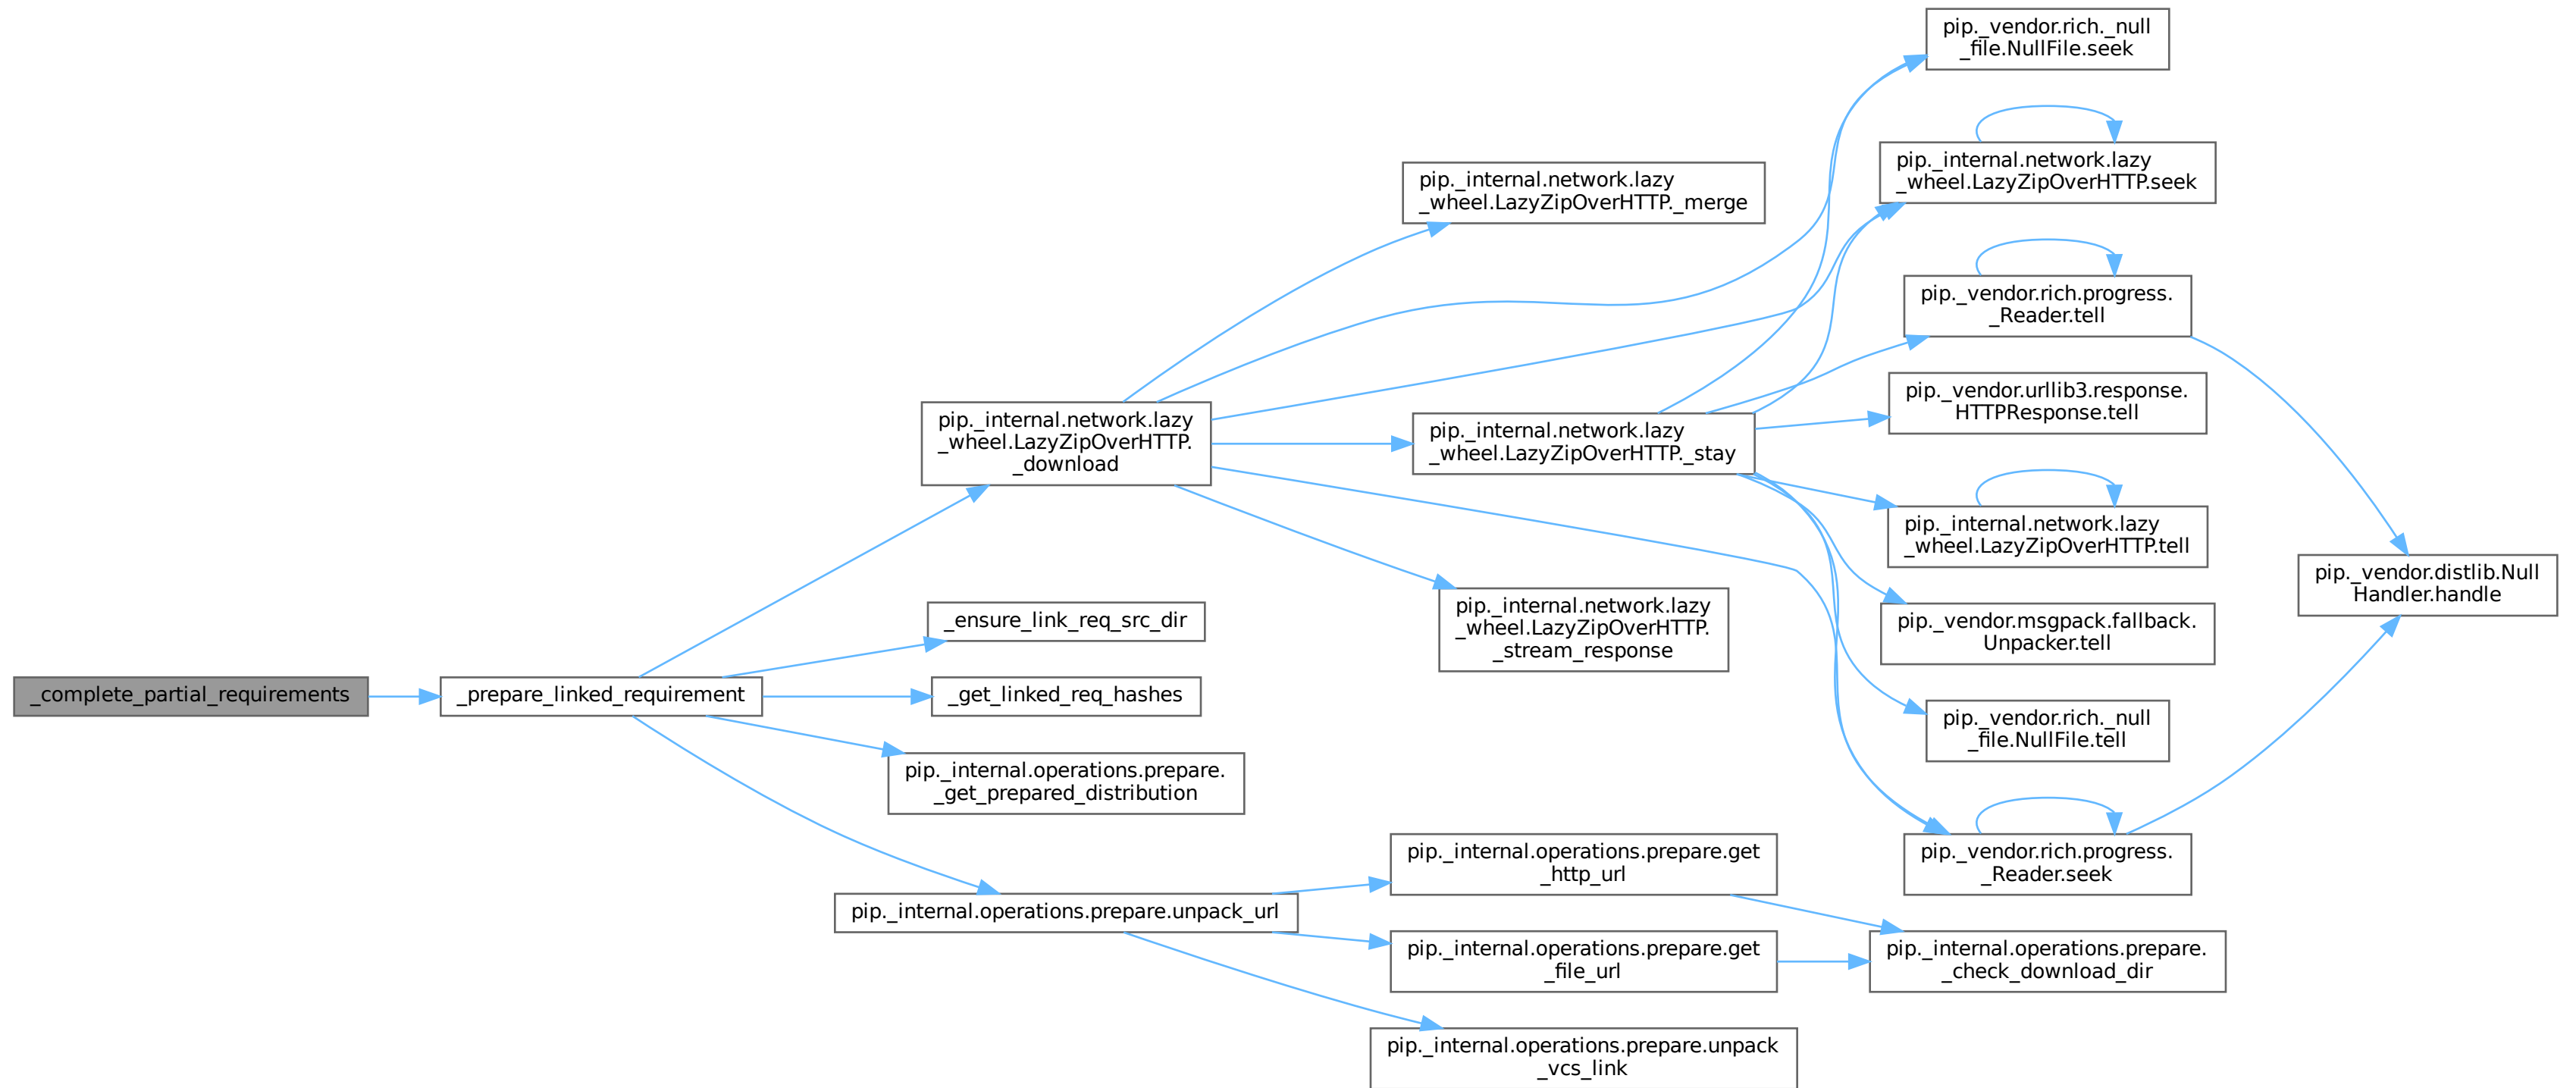 _complete_partial_requirements
_prepare_linked_requirement
pip._internal.network.lazy
_wheel.LazyZipOverHTTP.
_download
_ensure_link_req_src_dir
_get_linked_req_hashes
pip._internal.operations.prepare.
_get_prepared_distribution
pip._internal.operations.prepare.unpack_url
pip._internal.network.lazy
_wheel.LazyZipOverHTTP._merge
pip._internal.network.lazy
_wheel.LazyZipOverHTTP._stay
pip._internal.network.lazy
_wheel.LazyZipOverHTTP.
_stream_response
pip._internal.operations.prepare.get
_http_url
pip._internal.operations.prepare.get
_file_url
pip._internal.operations.prepare.unpack
_vcs_link
pip._vendor.rich._null
_file.NullFile.seek
pip._internal.network.lazy
_wheel.LazyZipOverHTTP.seek
pip._vendor.rich.progress.
_Reader.tell
pip._vendor.urllib3.response.
HTTPResponse.tell
pip._internal.network.lazy
_wheel.LazyZipOverHTTP.tell
pip._vendor.msgpack.fallback.
Unpacker.tell
pip._vendor.rich._null
_file.NullFile.tell
pip._vendor.rich.progress.
_Reader.seek
pip._internal.operations.prepare.
_check_download_dir
pip._vendor.distlib.Null
Handler.handle